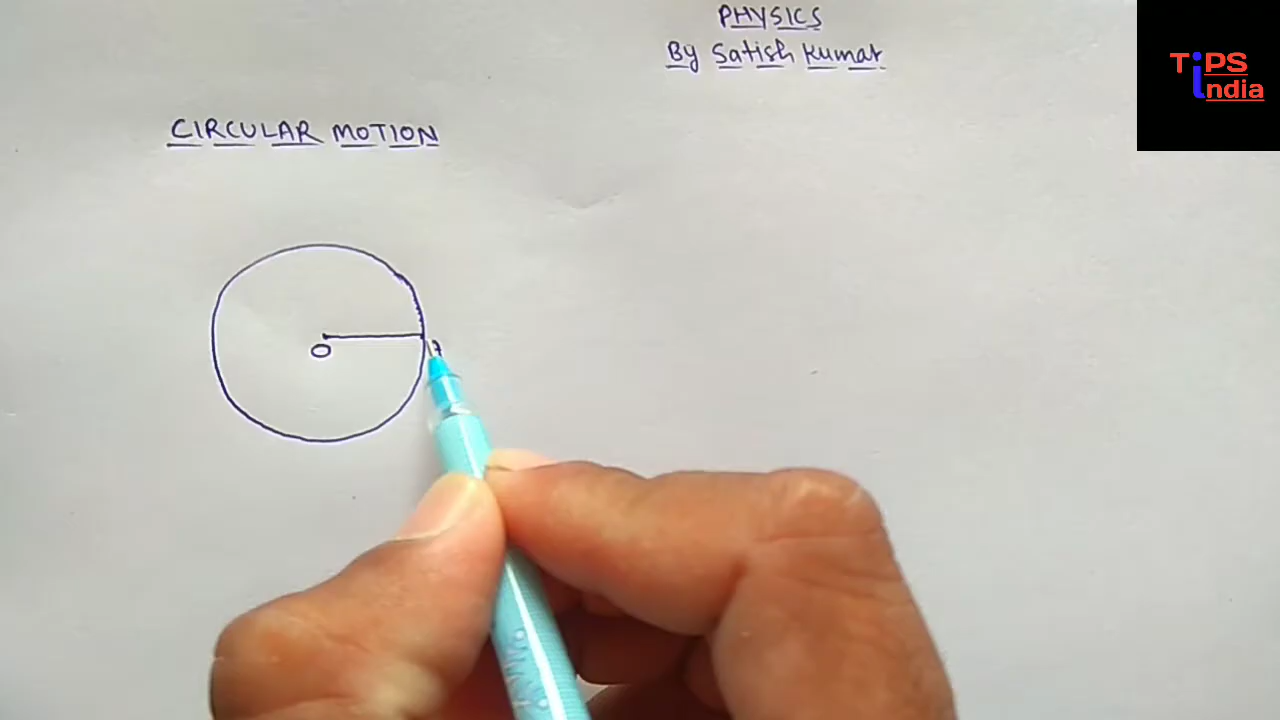 PHYSICS
By Satish Kumar
TiPS
india
CIRCULAR MOTION
O